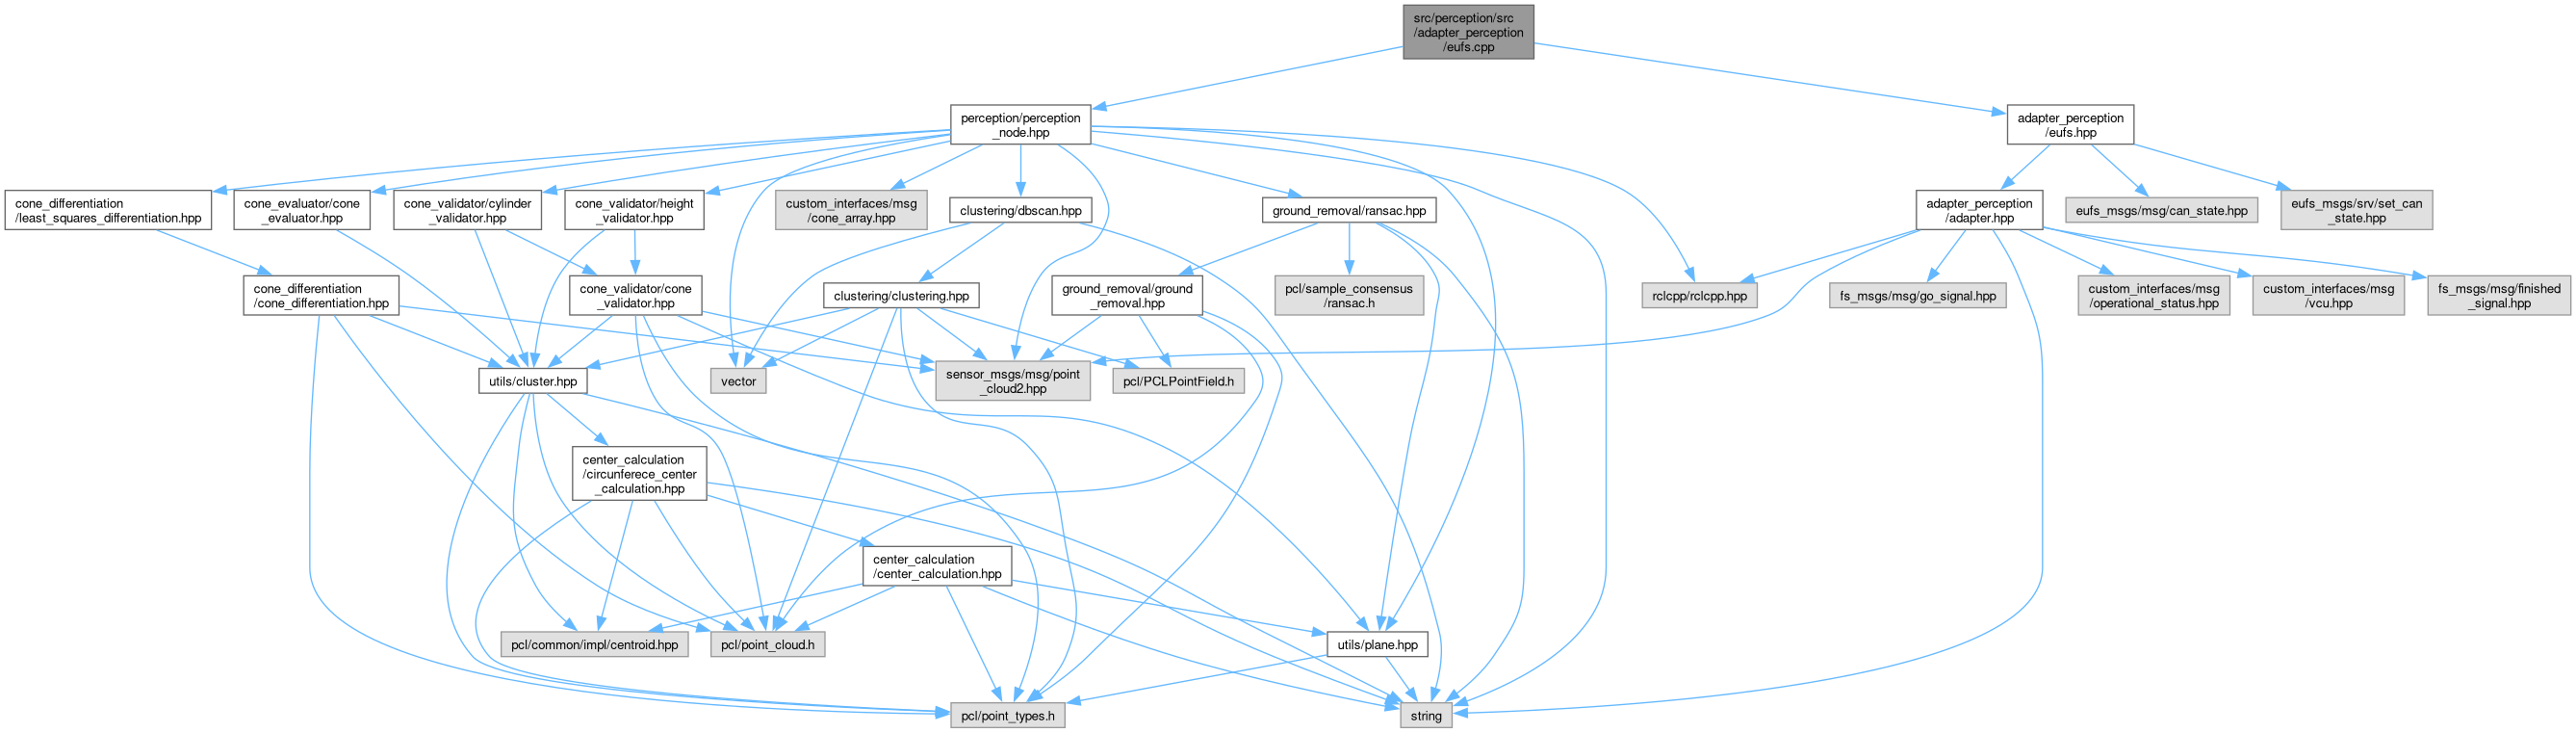 src/perception/src
/adapter_perception
/eufs.cpp
perception/perception
_node.hpp
adapter_perception
/eufs.hpp
cone_differentiation
/least_squares_differentiation.hpp
cone_evaluator/cone
_evaluator.hpp
cone_validator/cylinder
_validator.hpp
cone_validator/height
_validator.hpp
custom_interfaces/msg
/cone_array.hpp
clustering/dbscan.hpp
ground_removal/ransac.hpp
adapter_perception
/adapter.hpp
eufs_msgs/msg/can_state.hpp
eufs_msgs/srv/set_can
_state.hpp
cone_differentiation
/cone_differentiation.hpp
cone_validator/cone
_validator.hpp
clustering/clustering.hpp
ground_removal/ground
_removal.hpp
pcl/sample_consensus
/ransac.h
rclcpp/rclcpp.hpp
fs_msgs/msg/go_signal.hpp
custom_interfaces/msg
/operational_status.hpp
custom_interfaces/msg
/vcu.hpp
fs_msgs/msg/finished
_signal.hpp
utils/cluster.hpp
vector
sensor_msgs/msg/point
_cloud2.hpp
pcl/PCLPointField.h
center_calculation
/circunferece_center
_calculation.hpp
center_calculation
/center_calculation.hpp
pcl/common/impl/centroid.hpp
pcl/point_cloud.h
utils/plane.hpp
pcl/point_types.h
string